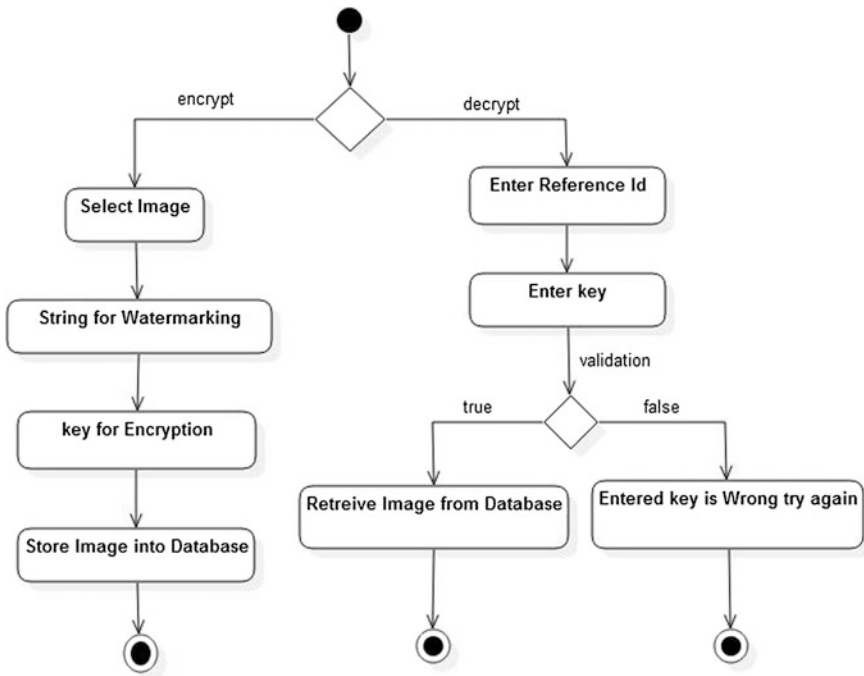 encrypt
decrypt
Select Image
Enter Reference Id
String for Watermarking
Enter key
validation
key for Encryption
true
false
Store Image into Database
Retreive Image from Database
Entered key is Wrong try again